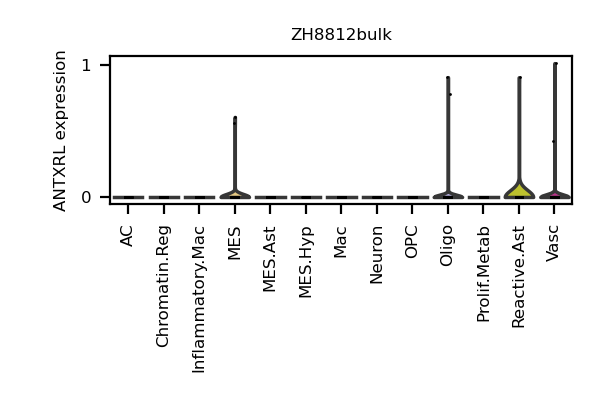 ZH8812bulk
ANTXRL expression
1
0
AC
Chromatin.Reg
Inflammatory.Mac
MES
MES.Ast
MES.Hyp
Mac
Neuron
OPC
Oligo
Prolif.Metab
Reactive.Ast
Vasc